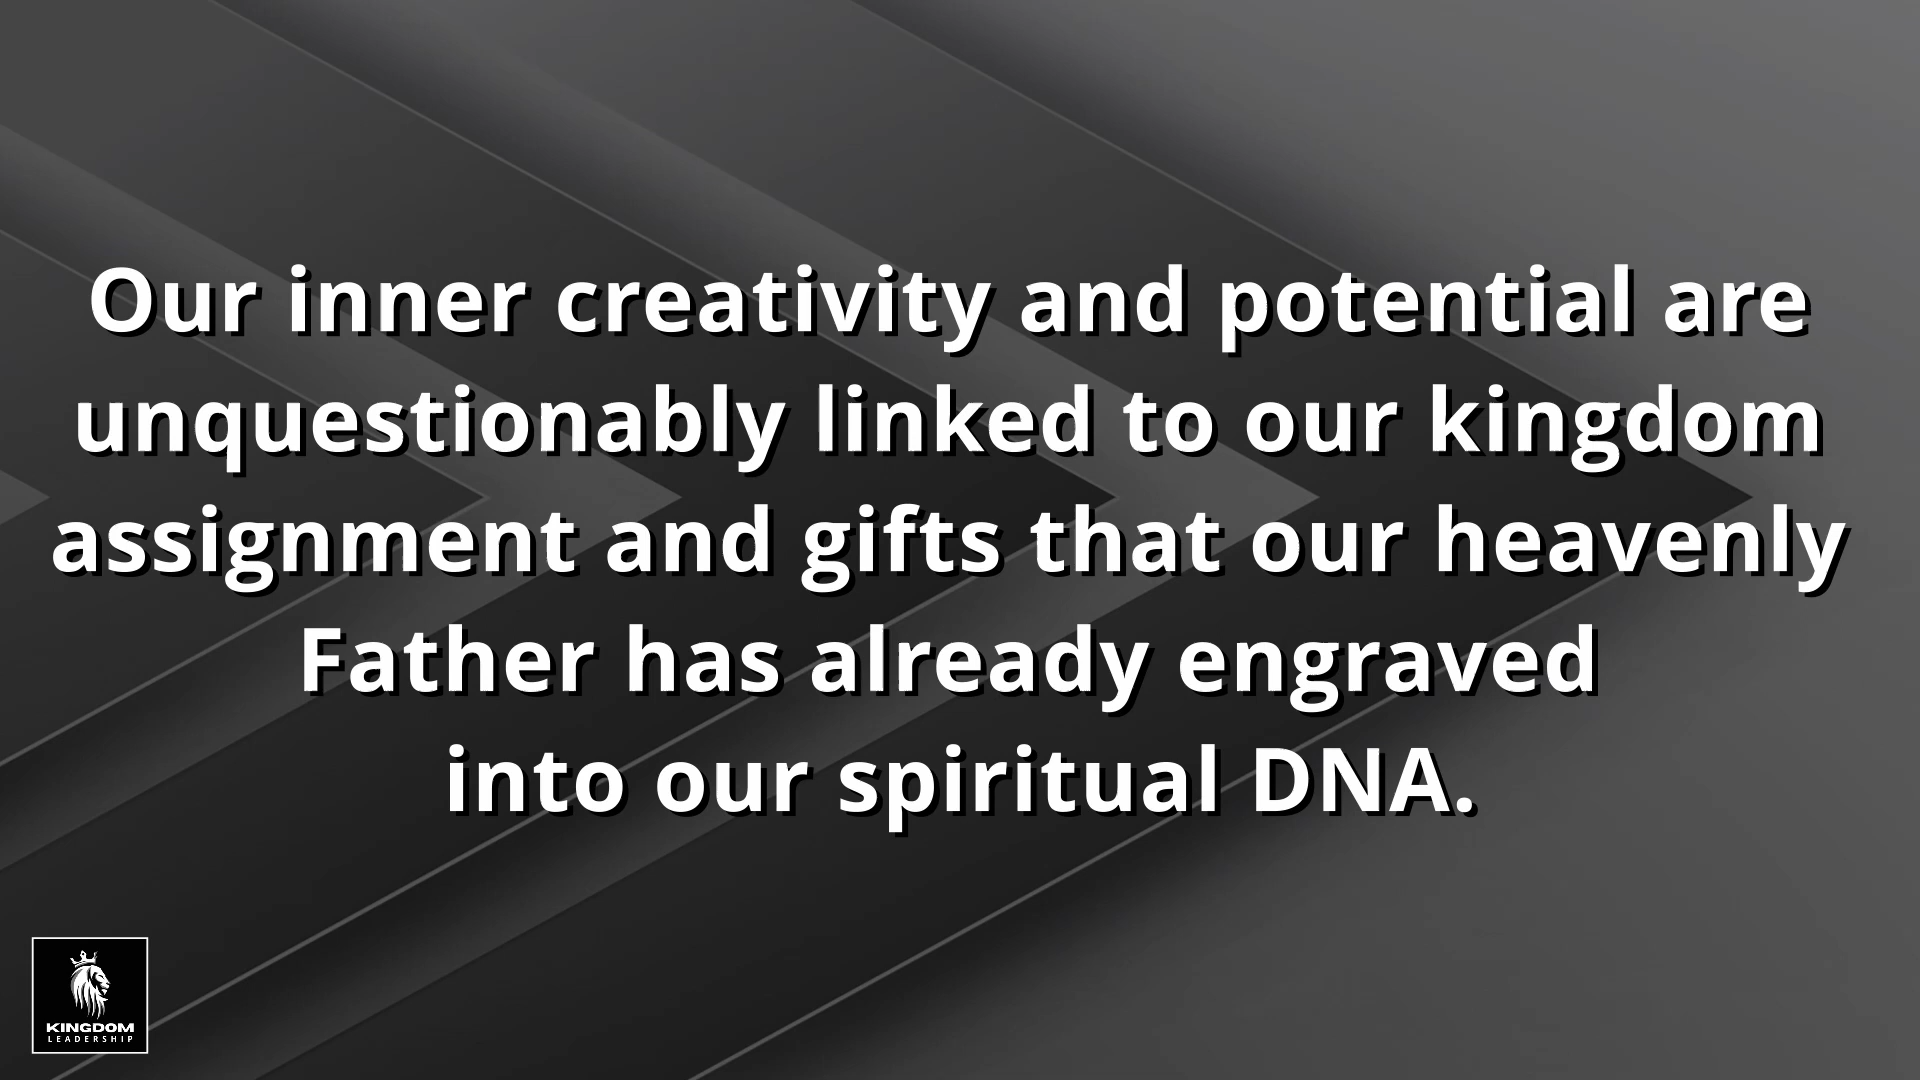 Our inner creativity and potential are
unquestionably linked to our kingdom
assignment and gifts that our heavenly
Father has already engraved
into our spiritual DNA.
KINGDOM
LEADERSHIP